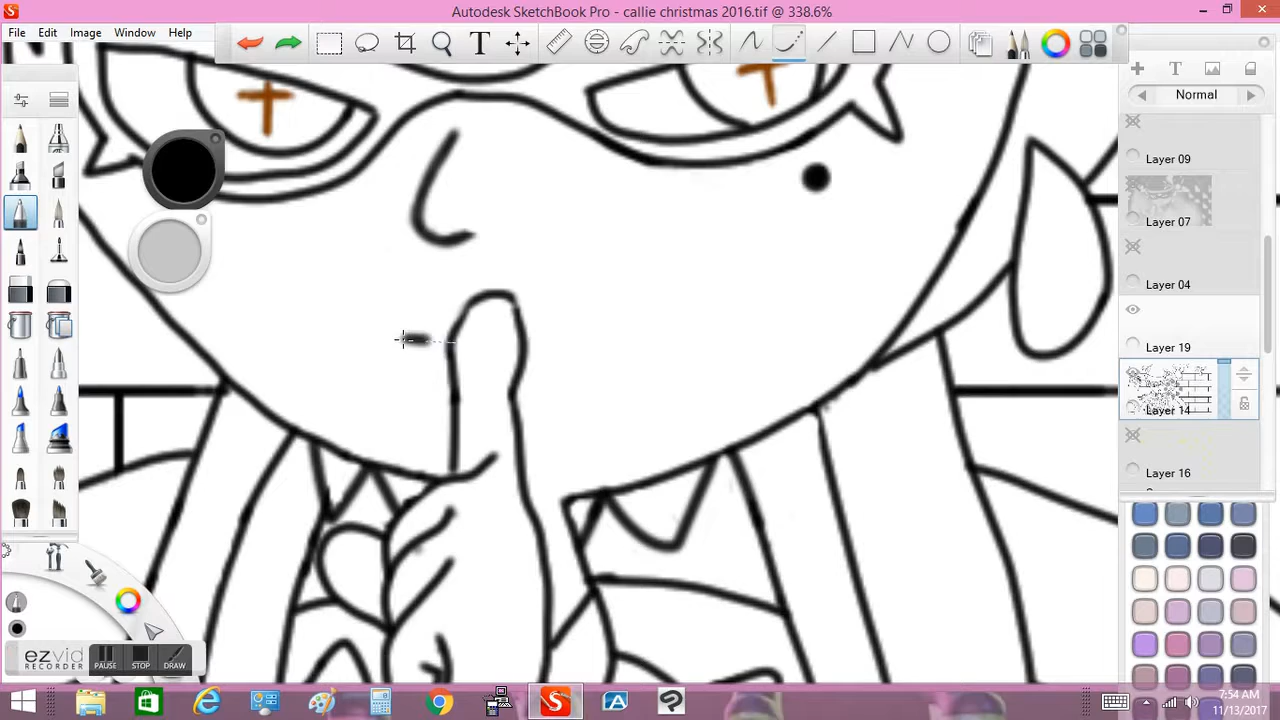 Autodesk SketchBook Pro - callie christmas 2016.tif @ 338.6%
File Edit Image Window Help
Normal
Layer 09
Layer 07
Layer 04
Layer 19
Layer 14
Layer 16
ezvid
RECORDER
PAUSE
STOP
DRAW
7:54 AM
11/13/2017